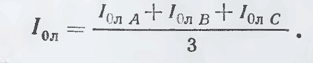 I₀л = (I₀л A + I₀л B + I₀л C) / 3 .